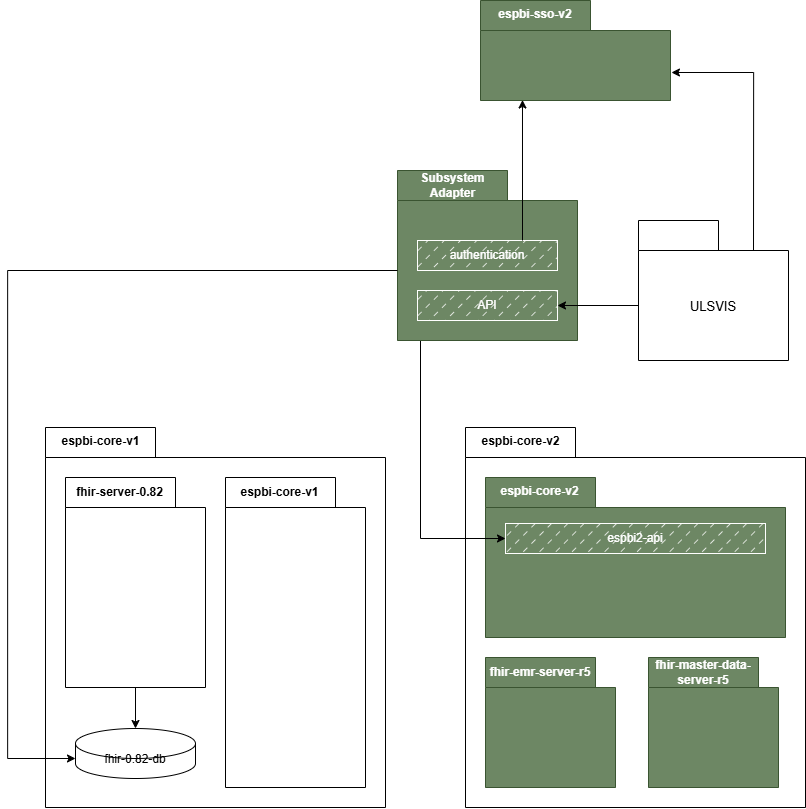 espbi-sso-v2
Subsystem
Adapter
authentication
API
ULSVIS
espbi-core-v1
fhir-server-0.82
espbi-core-v1
fhir-0.82-db
espbi-core-v2
espbi-core-v2
espbi2-api
fhir-emr-server-r5
fhir-master-data-
server-r5